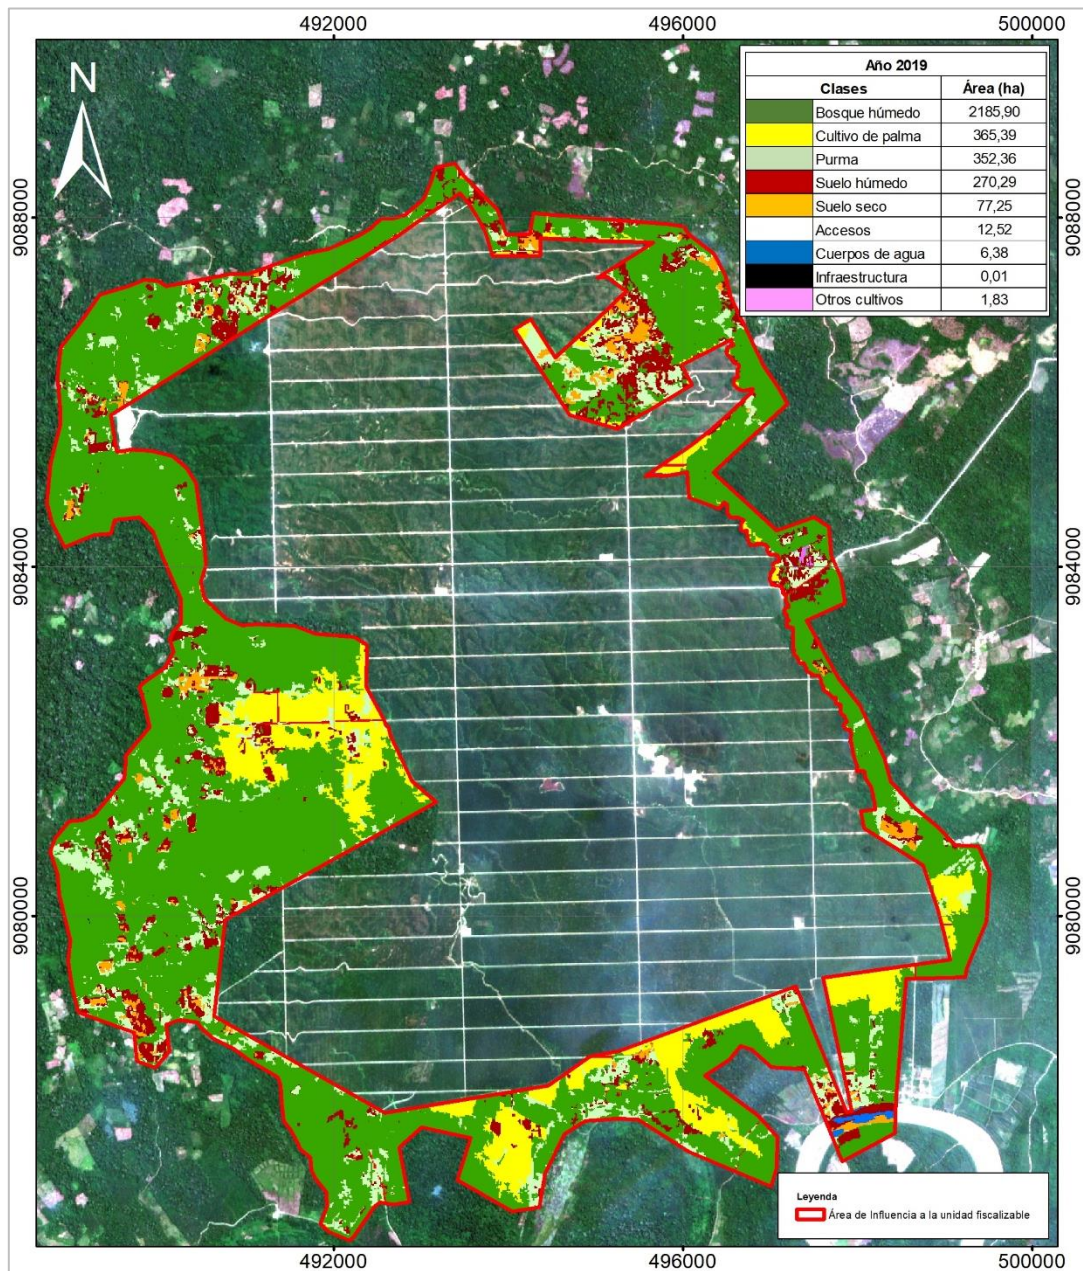 492000 496000 500000
N
Año 2019
Clases Área (ha)
Bosque húmedo 2185,90
Cultivo de palma 365,39
Purma 352,36
Suelo húmedo 270,29
Suelo seco 77,25
Accesos 12,52
Cuerpos de agua 6,38
Infraestructura 0,01
Otros cultivos 1,83
9088000 9088000
9084000 9084000
9080000 9080000
Leyenda
Área de Influencia a la unidad fiscalizable
492000 496000 500000